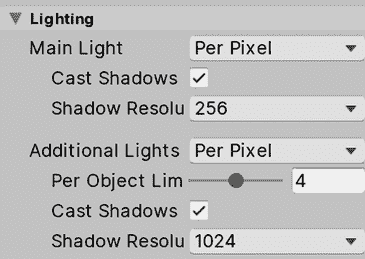 Lighting
Main Light Per Pixel
Cast Shadows
Shadow Resolu 256
Additional Lights Per Pixel
Per Object Lim 4
Cast Shadows
Shadow Resolu 1024